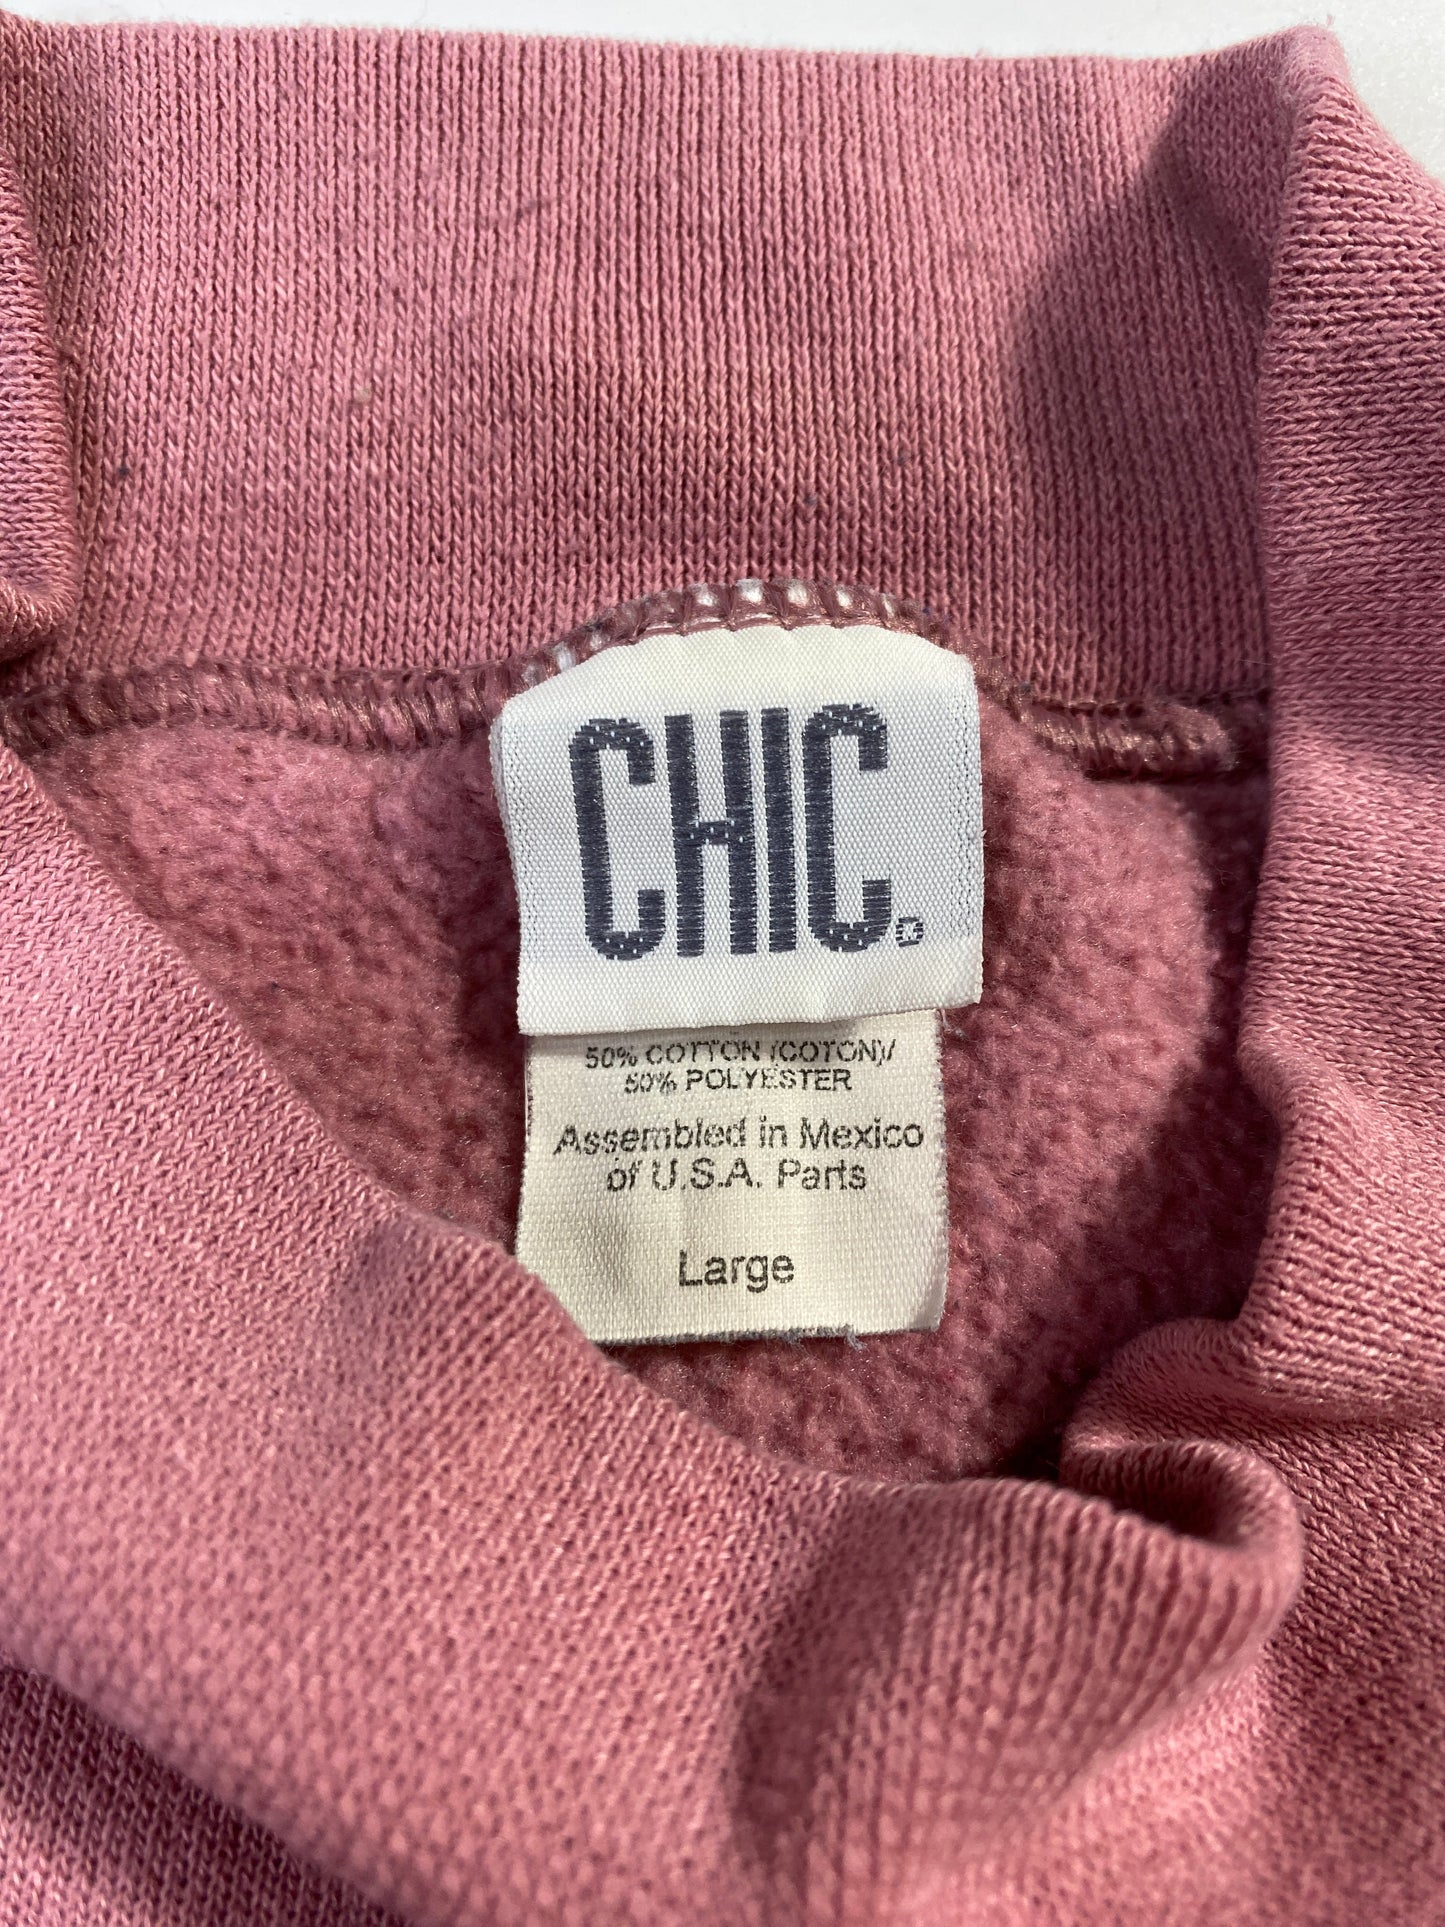 CHIC.
50% COTTON (COTON)/
50% POLYESTER
Assembled in Mexico
of U.S.A. Parts
Large